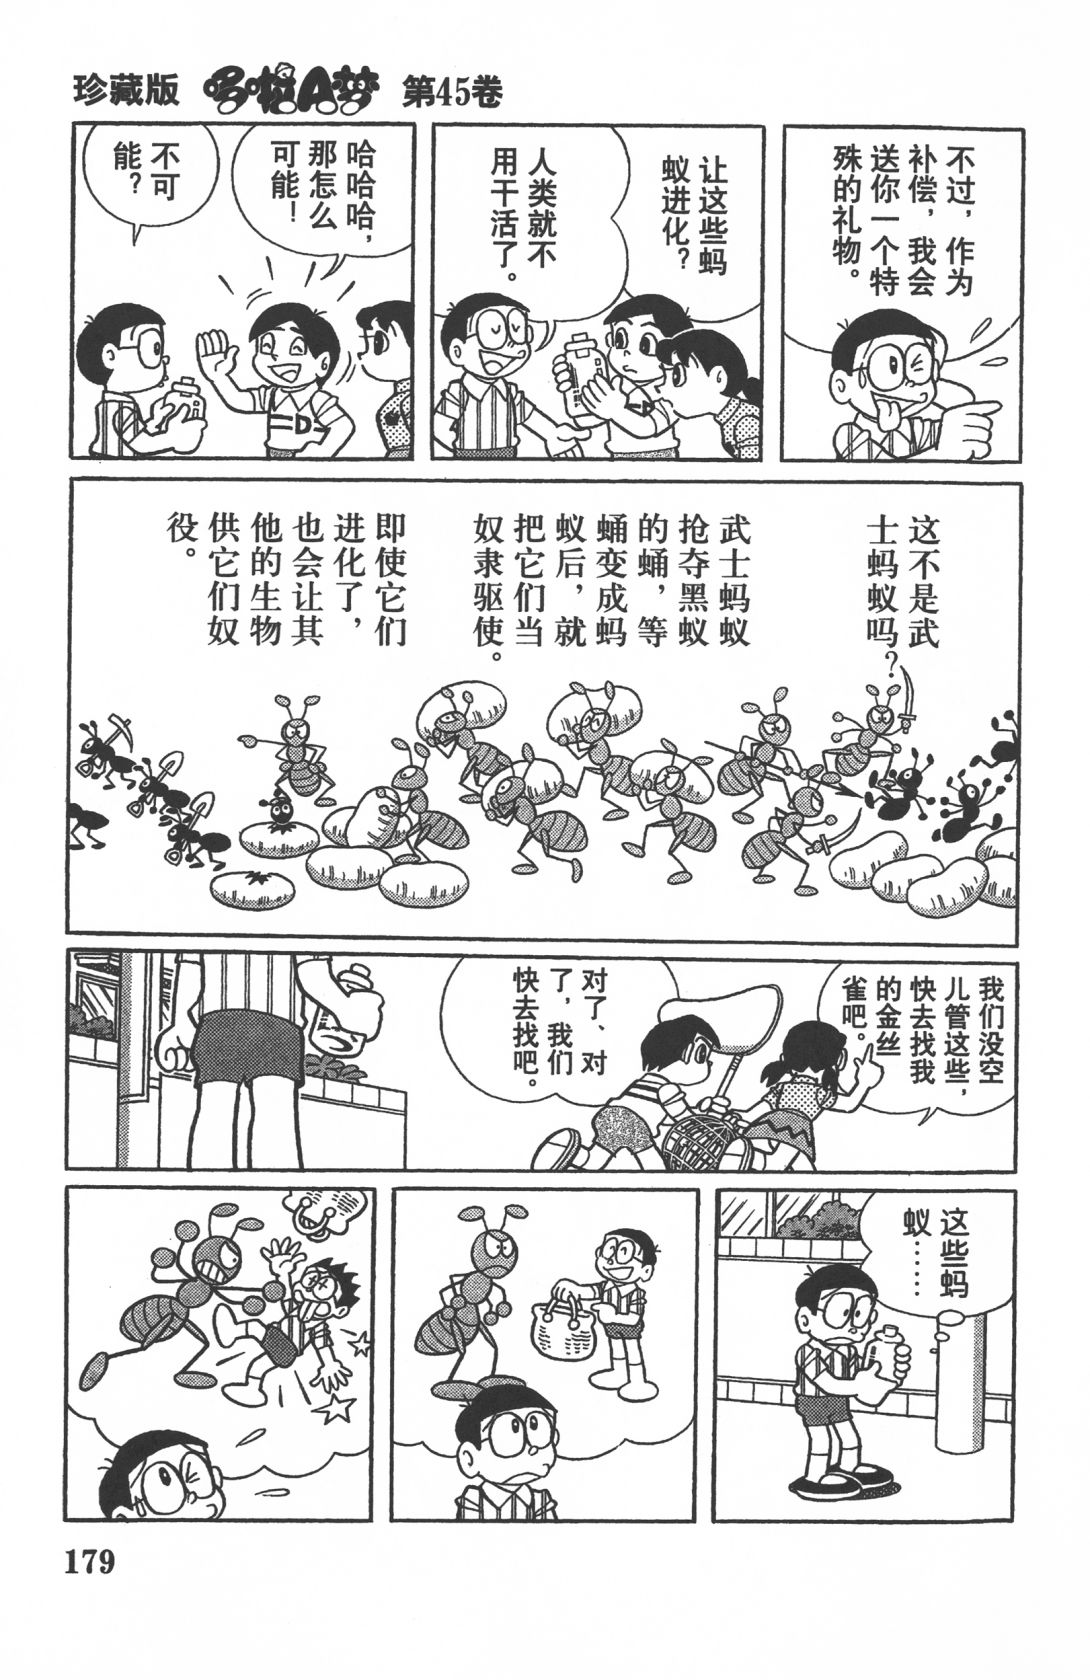 珍藏版 哆啦A梦 第45卷
不过，作为
补偿，我会
送你一个特
殊的礼物。
让这些蚂
蚁进化？
人类就不
用干活了。
哈哈哈，
那怎么
可能！
不可
能？
这不是武
士蚂蚁吗？
武士蚂蚁
抢夺黑蚁
的蛹，等
蛹变成蚂
蚁后，就
把它们当
奴隶驱使。
即使它们
进化了，
也会让其
他的生物
供它们奴
役。
我们没空
儿管这些，
快去找我
的金丝
雀吧。
对了、对
了，我们
快去找吧。
这些蚂
蚁……
D
179